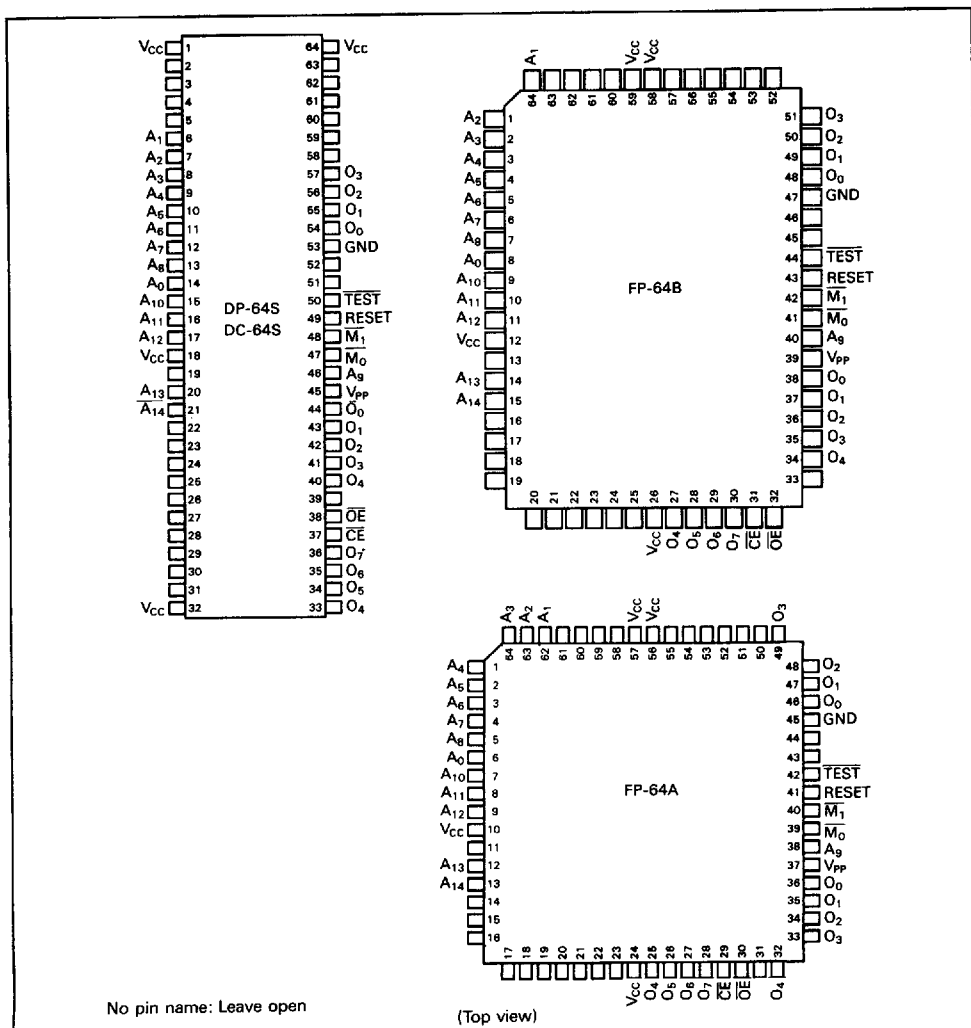 VCC 1 64 VCC
2 63
3 62
4 61
5 60
A₁ 6 59
A₂ 7 58
A₃ 8 57 O₃
A₄ 9 56 O₂
A₅ 10 55 O₁
A₆ 11 54 O₀
A₇ 12 53 GND
A₈ 13 52
A₀ 14 51
A₁₀ 15 50 T̅E̅S̅T̅
A₁₁ 16 49 RESET
A₁₂ 17 48 M̅₁
VCC 18 47 M̅₀
19 46 A₉
A₁₃ 20 45 VPP
A̅₁₄ 21 44 O₀
22 43 O₁
23 42 O₂
24 41 O₃
25 40 O₄
26 39
27 38 O̅E̅
28 37 C̅E̅
29 36 O₇
30 35 O₆
31 34 O₅
VCC 32 33 O₄
DP-64S
DC-64S
A₁ VCC VCC
64 63 62 61 60 59 58 57 56 55 54 53 52
A₂ 1 51 O₃
A₃ 2 50 O₂
A₄ 3 49 O₁
A₅ 4 48 O₀
A₆ 5 47 GND
A₇ 6 46
A₈ 7 45
A₀ 8 44 T̅E̅S̅T̅
A₁₀ 9 43 RESET
A₁₁ 10 42 M̅₁
A₁₂ 11 41 M̅₀
VCC 12 40 A₉
13 39 VPP
A₁₃ 14 38 O₀
A₁₄ 15 37 O₁
16 36 O₂
17 35 O₃
18 34 O₄
19 33
FP-64B
20 21 22 23 24 25 26 27 28 29 30 31 32
VCC O₄ O₅ O₆ O₇ C̅E̅ O̅E̅
A₃ A₂ A₁ VCC VCC O₃
64 63 62 61 60 59 58 57 56 55 54 53 52 51 50 49
A₄ 1 48 O₂
A₅ 2 47 O₁
A₆ 3 46 O₀
A₇ 4 45 GND
A₈ 5 44
A₀ 6 43
A₁₀ 7 42 T̅E̅S̅T̅
A₁₁ 8 41 RESET
A₁₂ 9 40 M̅₁
VCC 10 39 M̅₀
11 38 A₉
A₁₃ 12 37 VPP
A₁₄ 13 36 O₀
14 35 O₁
15 34 O₂
16 33 O₃
FP-64A
17 18 19 20 21 22 23 24 25 26 27 28 29 30 31 32
VCC O₄ O₅ O₆ O₇ C̅E̅ O̅E̅ O₄
No pin name: Leave open
(Top view)